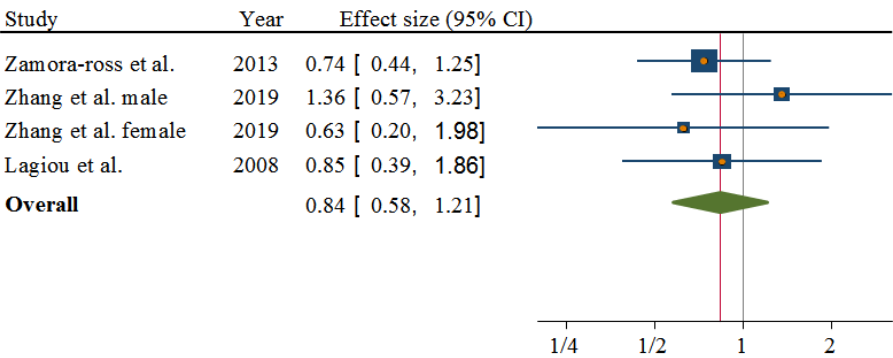 Study Year Effect size (95% CI)
Zamora-ross et al. 2013 0.74 [ 0.44, 1.25]
Zhang et al. male 2019 1.36 [ 0.57, 3.23]
Zhang et al. female 2019 0.63 [ 0.20, 1.98]
Lagiou et al. 2008 0.85 [ 0.39, 1.86]
Overall 0.84 [ 0.58, 1.21]
1/4 1/2 1 2